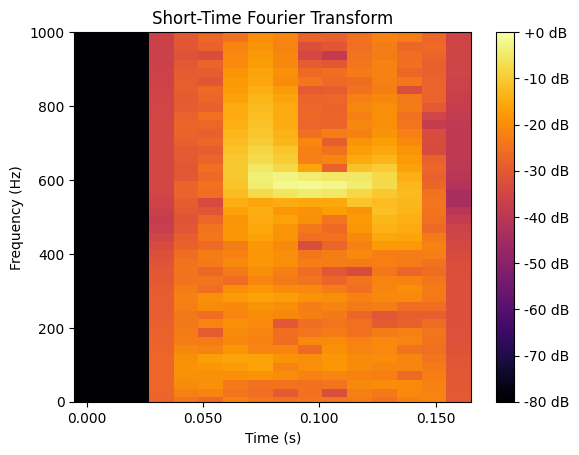 Short-Time Fourier Transform
1000
800
600
400
200
0
Frequency (Hz)
0.000
0.050
0.100
0.150
Time (s)
+0 dB
-10 dB
-20 dB
-30 dB
-40 dB
-50 dB
-60 dB
-70 dB
-80 dB